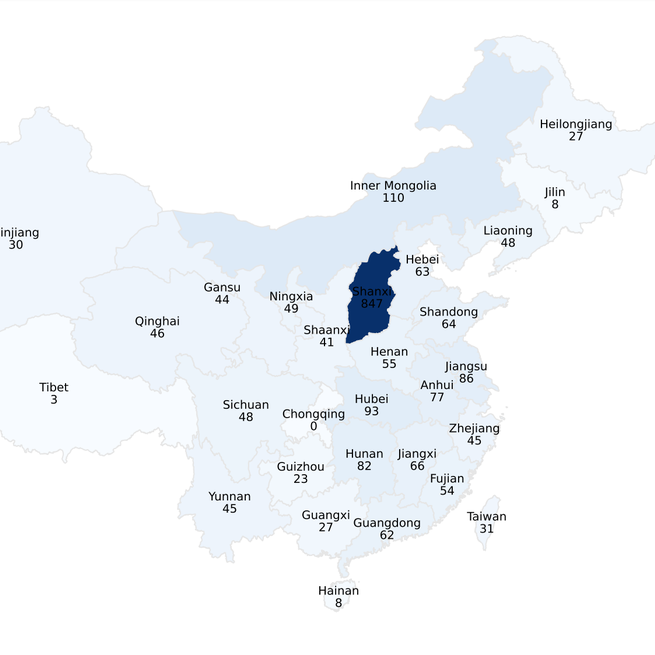 Heilongjiang
27
Inner Mongolia
110
Jilin
8
injiang
30
Liaoning
48
Hebei
63
Gansu
44
Ningxia
49
Shanxi
847
Shandong
64
Qinghai
46
Shaanxi
41
Henan
55
Jiangsu
86
Tibet
3
Anhui
77
Sichuan
48
Chongqing
0
Hubei
93
Zhejiang
45
Guizhou
23
Hunan
82
Jiangxi
66
Fujian
54
Yunnan
45
Guangxi
27
Guangdong
62
Taiwan
31
Hainan
8